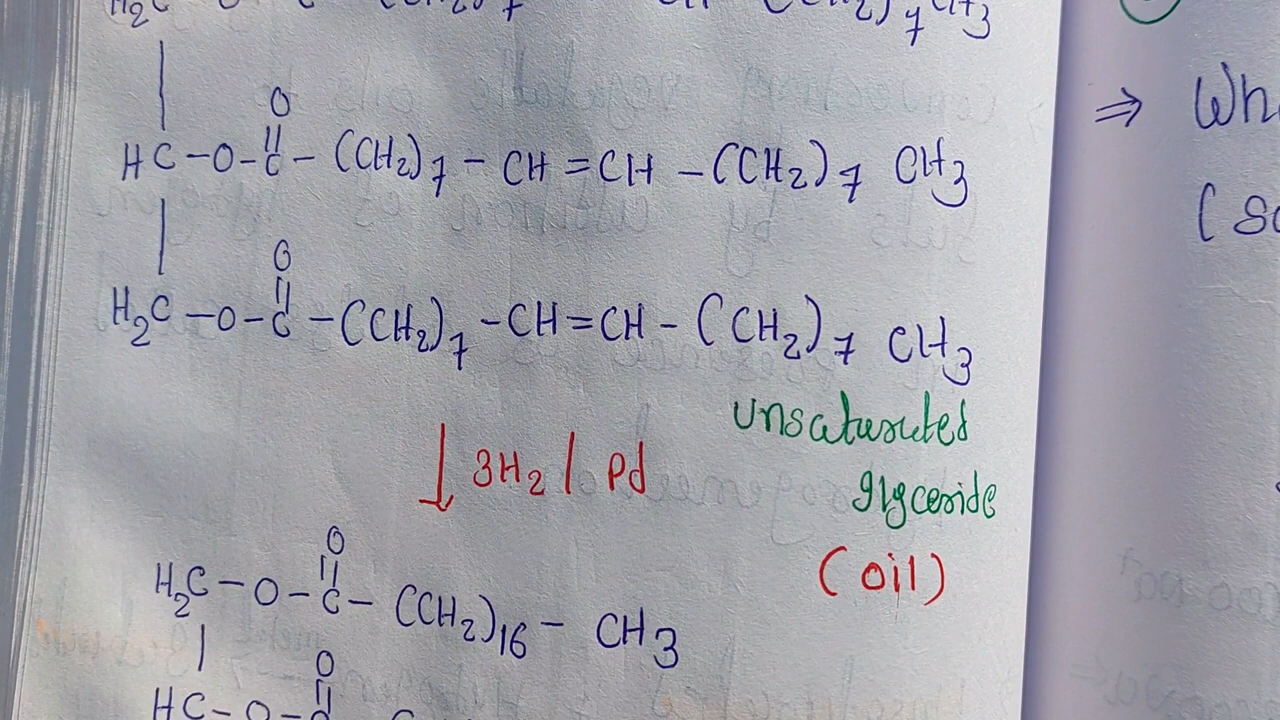 O
||
HC-O-C-(CH₂)₇-CH=CH-(CH₂)₇ CH₃
|
O
||
H₂C-O-C-(CH₂)₇-CH=CH-(CH₂)₇ CH₃
unsaturated
↓ 3H₂ / Pd
glyceride
(oil)
O
||
H₂C-O-C-(CH₂)₁₆-CH₃
|
O
||
HC-O-
⇒